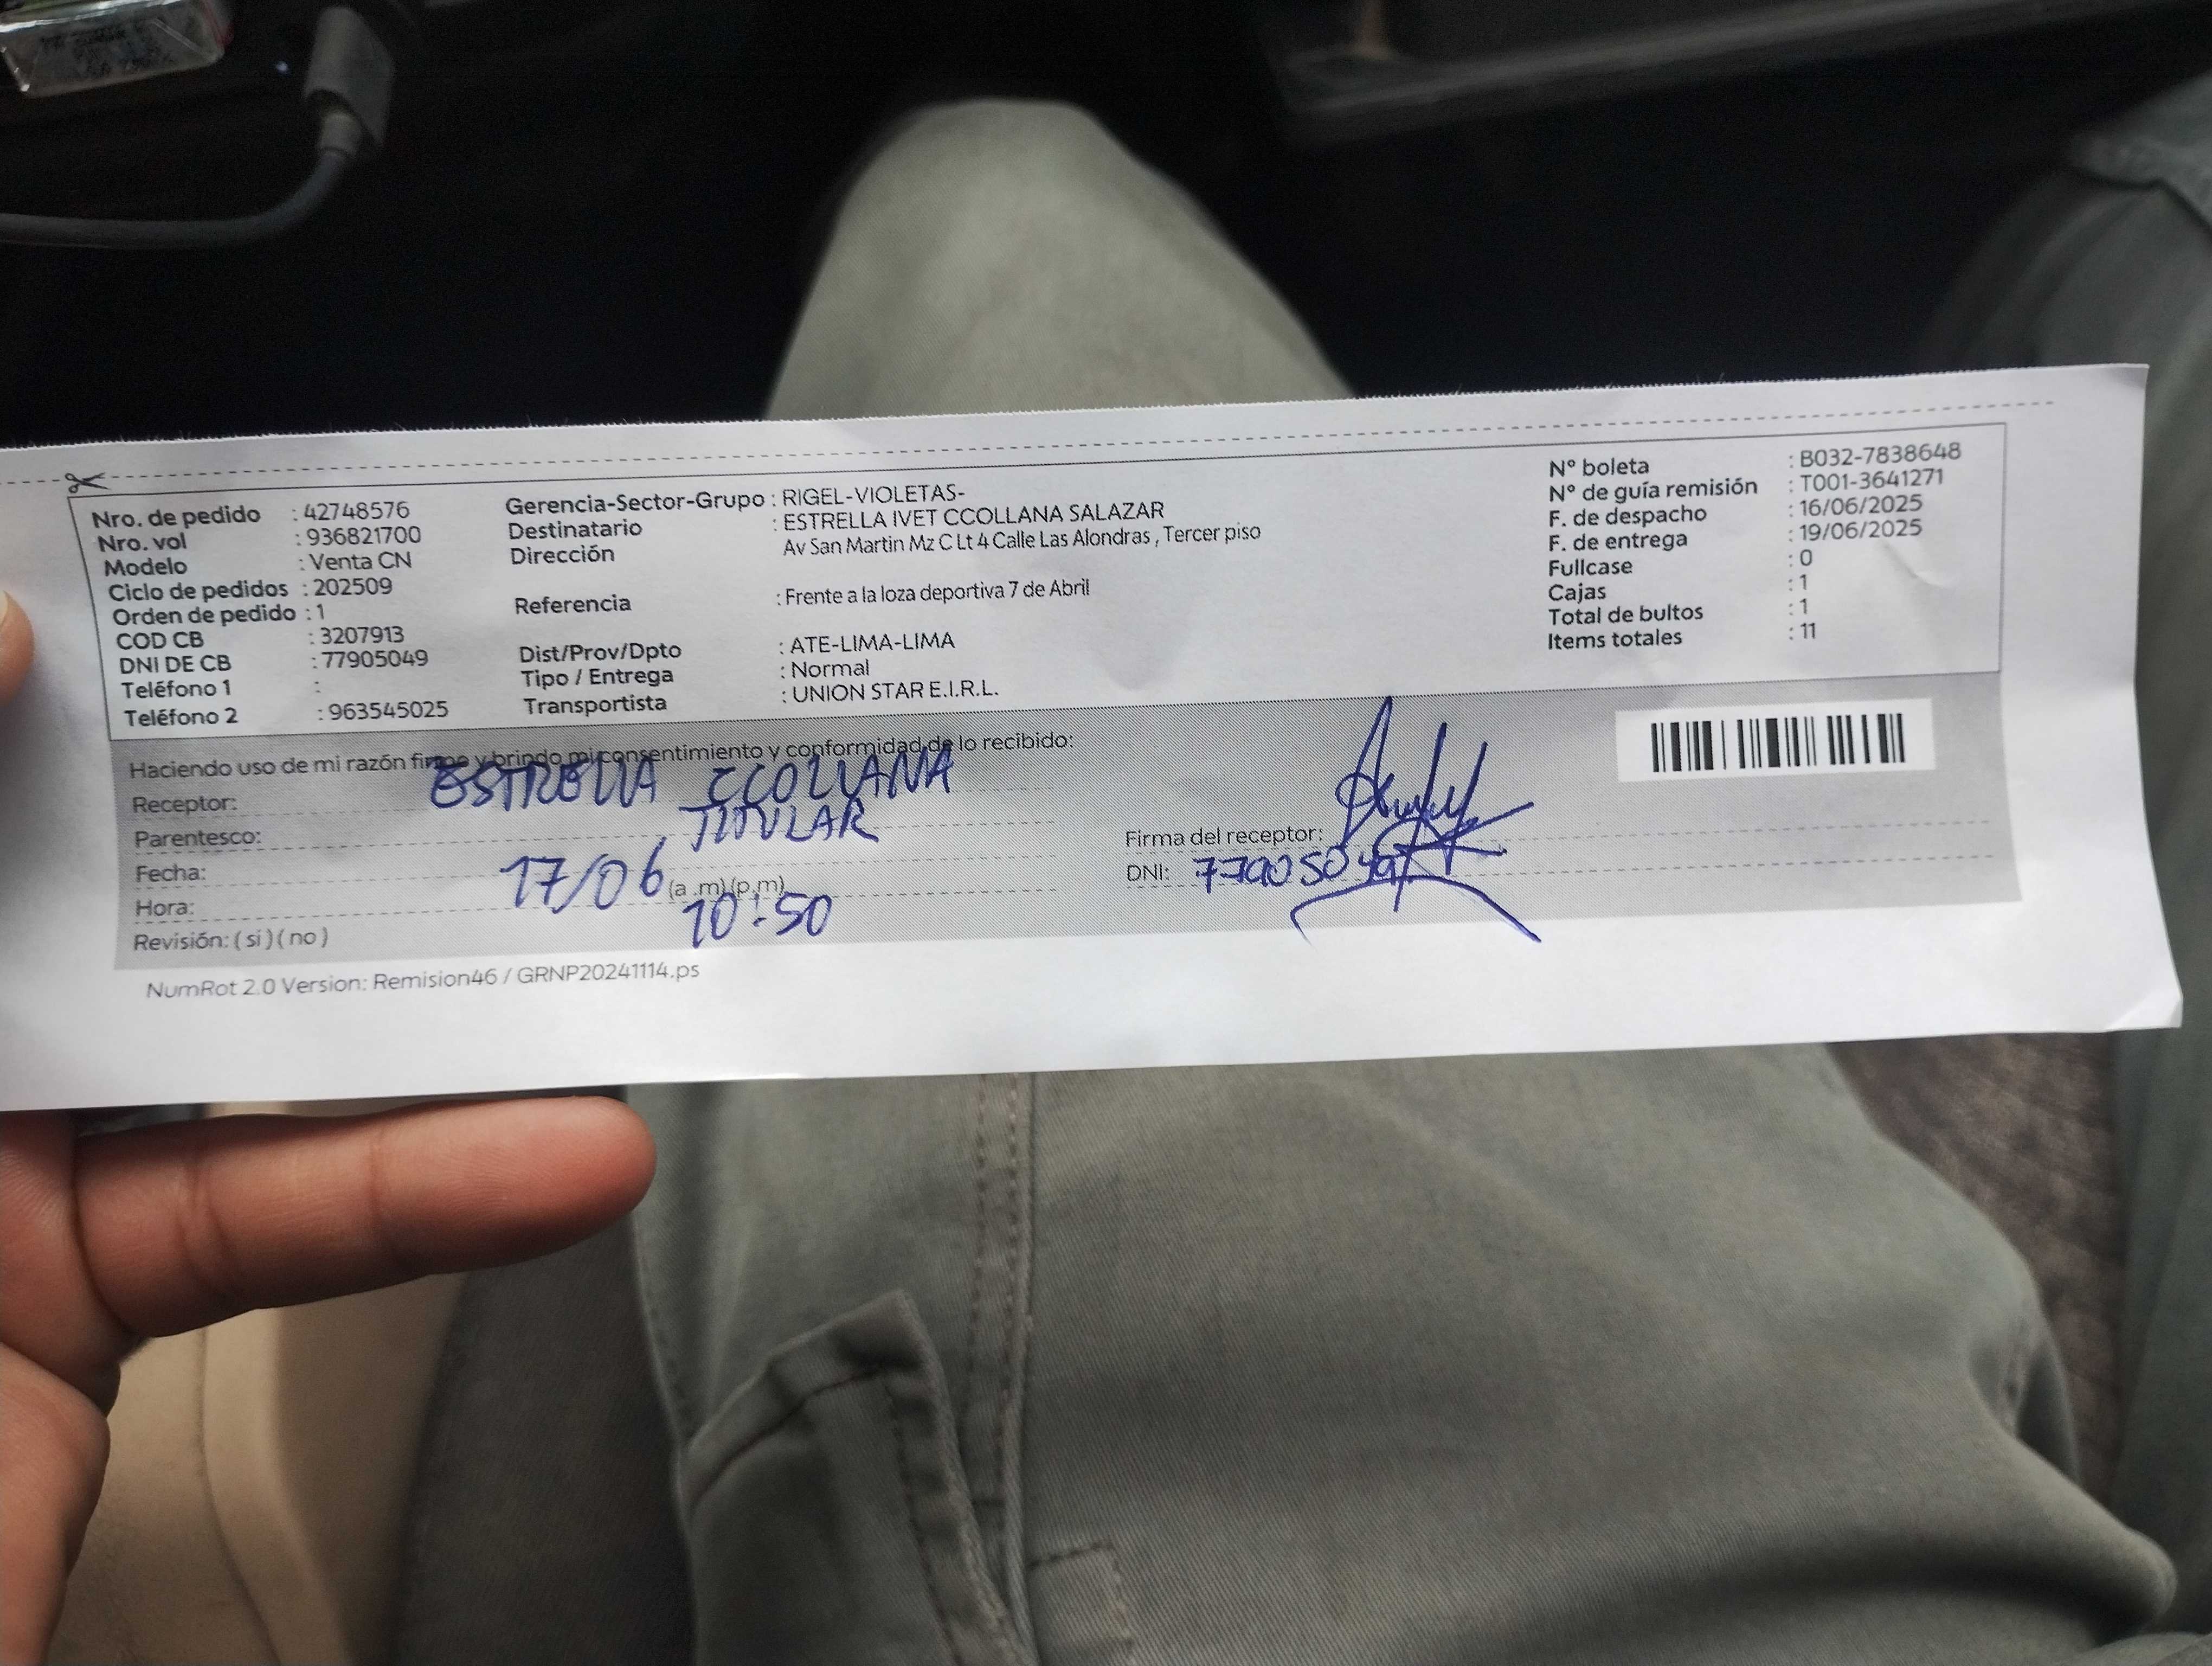 Nro. de pedido : 42748576
Nro. vol : 936821700
Modelo : Venta CN
Ciclo de pedidos : 202509
Orden de pedido : 1
COD CB : 3207913
DNI DE CB : 77905049
Teléfono 1 :
Teléfono 2 : 963545025
Gerencia-Sector-Grupo : RIGEL-VIOLETAS-
Destinatario : ESTRELLA IVET CCOLLANA SALAZAR
Dirección Av San Martin Mz C Lt 4 Calle Las Alondras , Tercer piso
Referencia : Frente a la loza deportiva 7 de Abril
Dist/Prov/Dpto : ATE-LIMA-LIMA
Tipo / Entrega : Normal
Transportista : UNION STAR E.I.R.L.
N° boleta : B032-7838648
N° de guía remisión : T001-3641271
F. de despacho : 16/06/2025
F. de entrega : 19/06/2025
Fullcase : 0
Cajas : 1
Total de bultos : 1
Items totales : 11
Haciendo uso de mi razón firmo y brindo mi consentimiento y conformidad de lo recibido:
Receptor: ESTRELLA CCOLLANA
Parentesco: TITULAR
Fecha: 17/06
Hora: (a .m) (p.m) 10:50
Revisión: ( si ) ( no )
Firma del receptor:
DNI: 77905049
NumRot 2.0 Version: Remision46 / GRNP20241114.ps